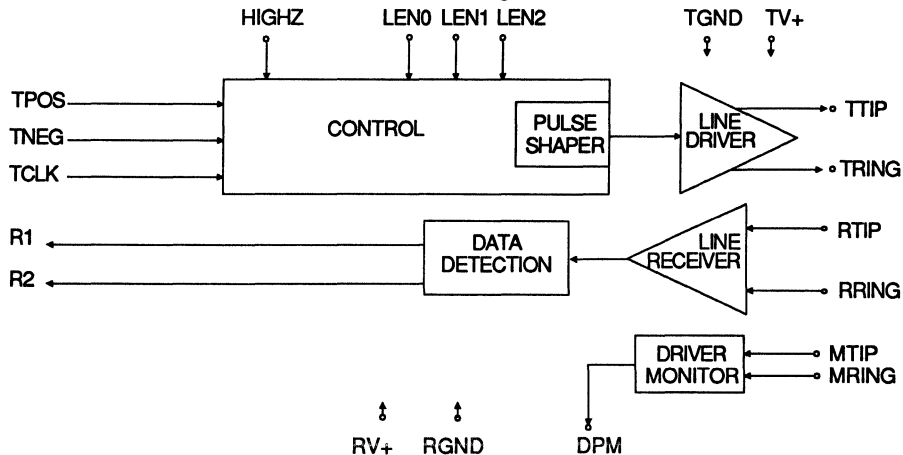 HIGHZ LEN0 LEN1 LEN2 TGND TV+
TPOS
TNEG
TCLK
CONTROL
PULSE
SHAPER
LINE
DRIVER
TTIP
TRING
R1
R2
DATA
DETECTION
LINE
RECEIVER
RTIP
RRING
DRIVER
MONITOR
MTIP
MRING
RV+ RGND DPM